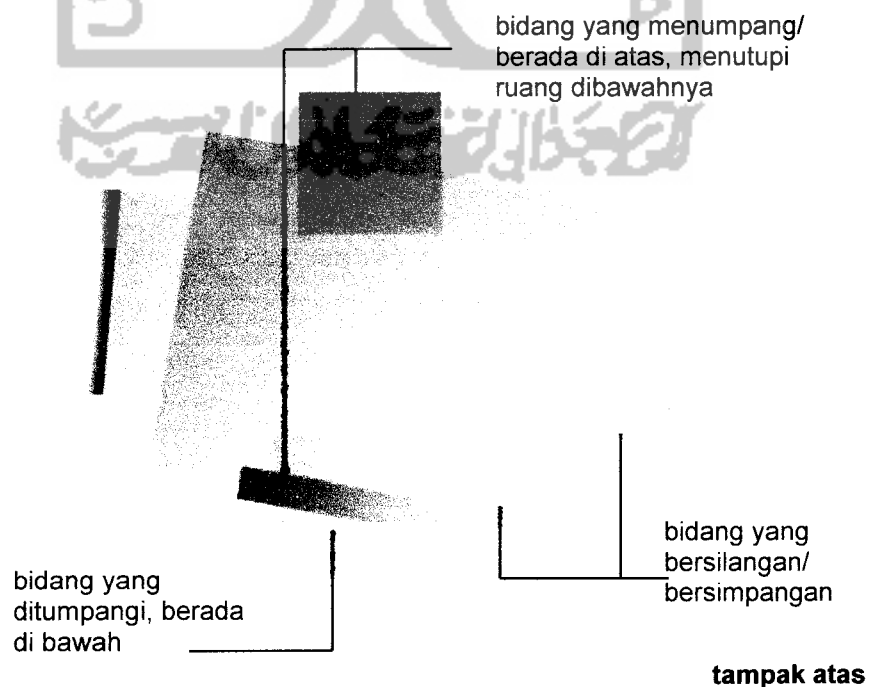 bidang yang menumpang/
berada di atas, menutupi
ruang dibawahnya
bidang yang
bersilangan/
bersimpangan
bidang yang
ditumpangi, berada
di bawah
tampak atas